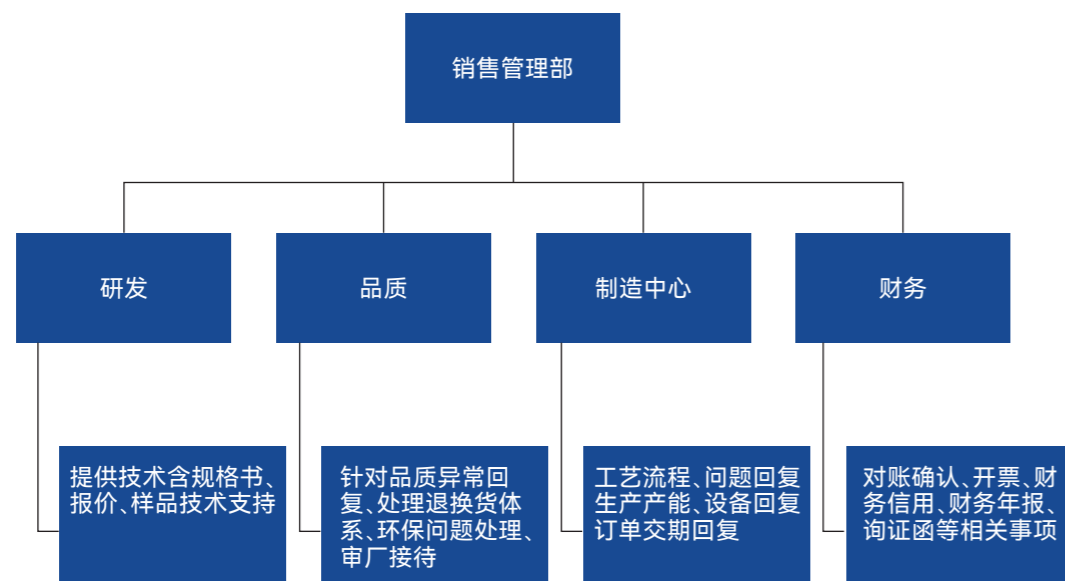 销售管理部
研发
品质
制造中心
财务
提供技术含规格书、
报价、样品技术支持
针对品质异常回
复、处理退换货体
系、环保问题处理、
审厂接待
工艺流程、问题回复
生产产能、设备回复
订单交期回复
对账确认、开票、财
务信用、财务年报、
询证函等相关事项